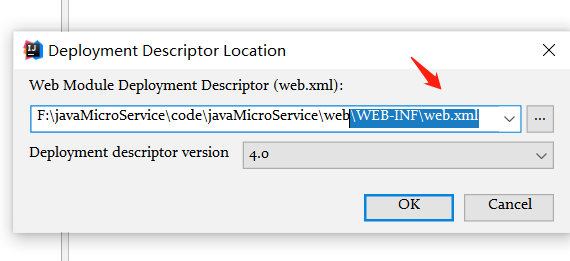 Deployment Descriptor Location
Web Module Deployment Descriptor (web.xml):
F:\javaMicroService\code\javaMicroService\web\WEB-INF\web.xml
...
Deployment descriptor version 4.0
OK Cancel